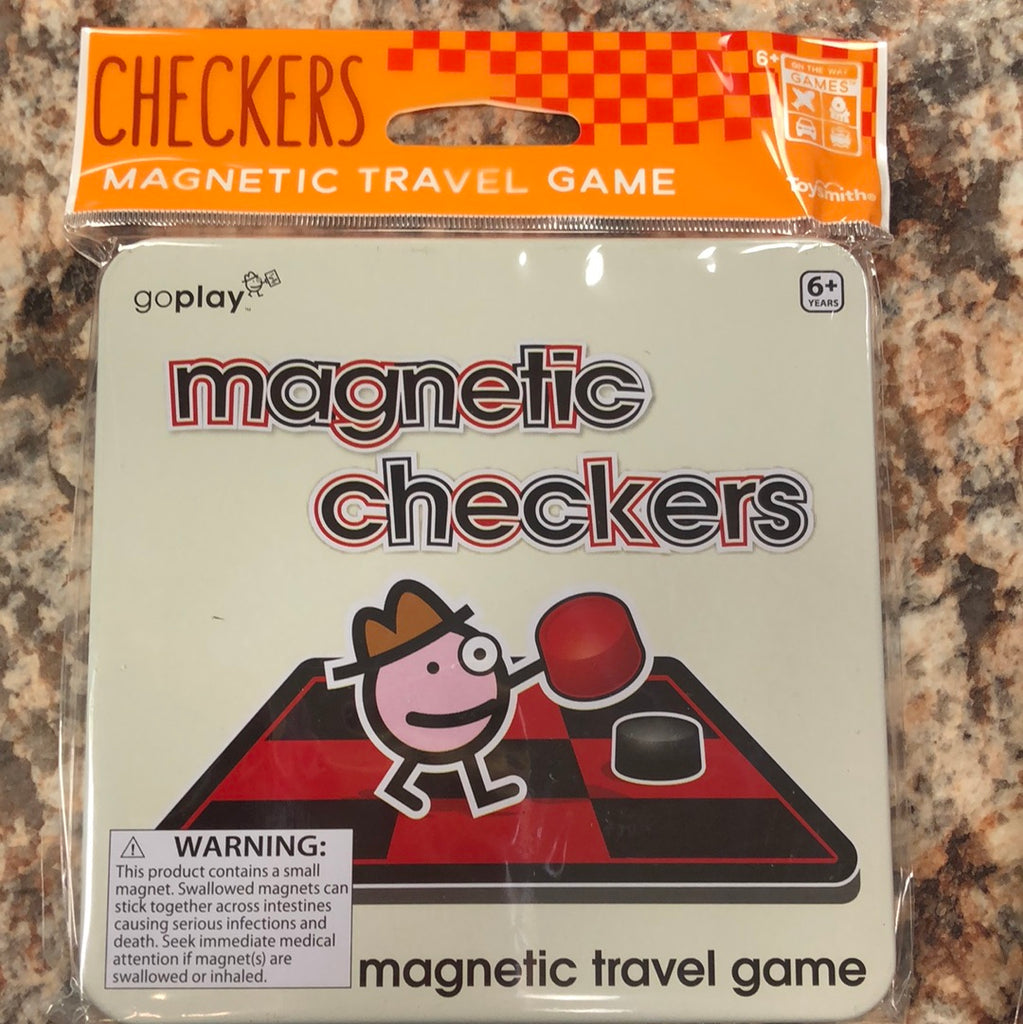 CHECKERS
MAGNETIC TRAVEL GAME
6+
ON THE WAY
GAMES
ToySmith®
goplay™
6+
YEARS
magnetic
checkers
WARNING:
This product contains a small
magnet. Swallowed magnets can
stick together across intestines
causing serious infections and
death. Seek immediate medical
attention if magnet(s) are
swallowed or inhaled.
magnetic travel game